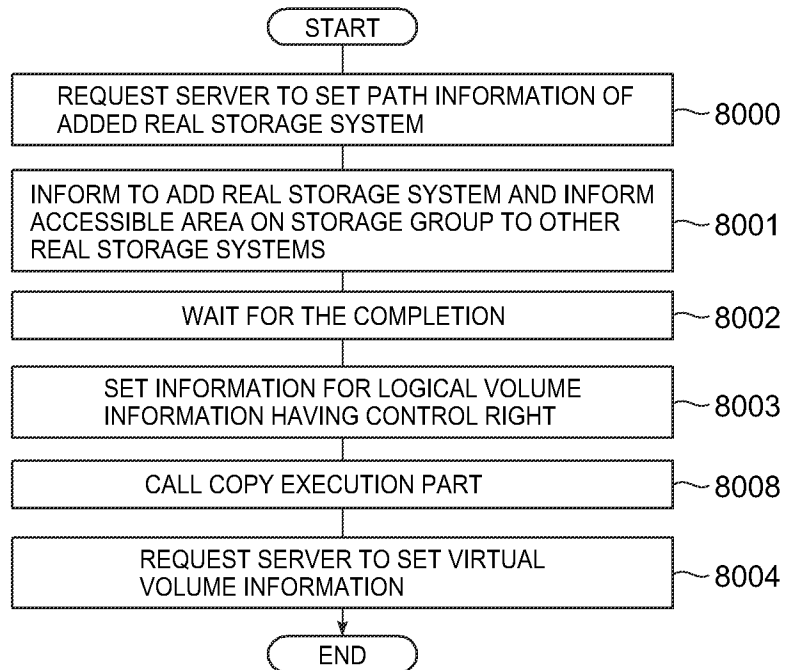 START
REQUEST SERVER TO SET PATH INFORMATION OF
ADDED REAL STORAGE SYSTEM
8000
INFORM TO ADD REAL STORAGE SYSTEM AND INFORM
ACCESSIBLE AREA ON STORAGE GROUP TO OTHER
REAL STORAGE SYSTEMS
8001
WAIT FOR THE COMPLETION
8002
SET INFORMATION FOR LOGICAL VOLUME
INFORMATION HAVING CONTROL RIGHT
8003
CALL COPY EXECUTION PART
8008
REQUEST SERVER TO SET VIRTUAL
VOLUME INFORMATION
8004
END